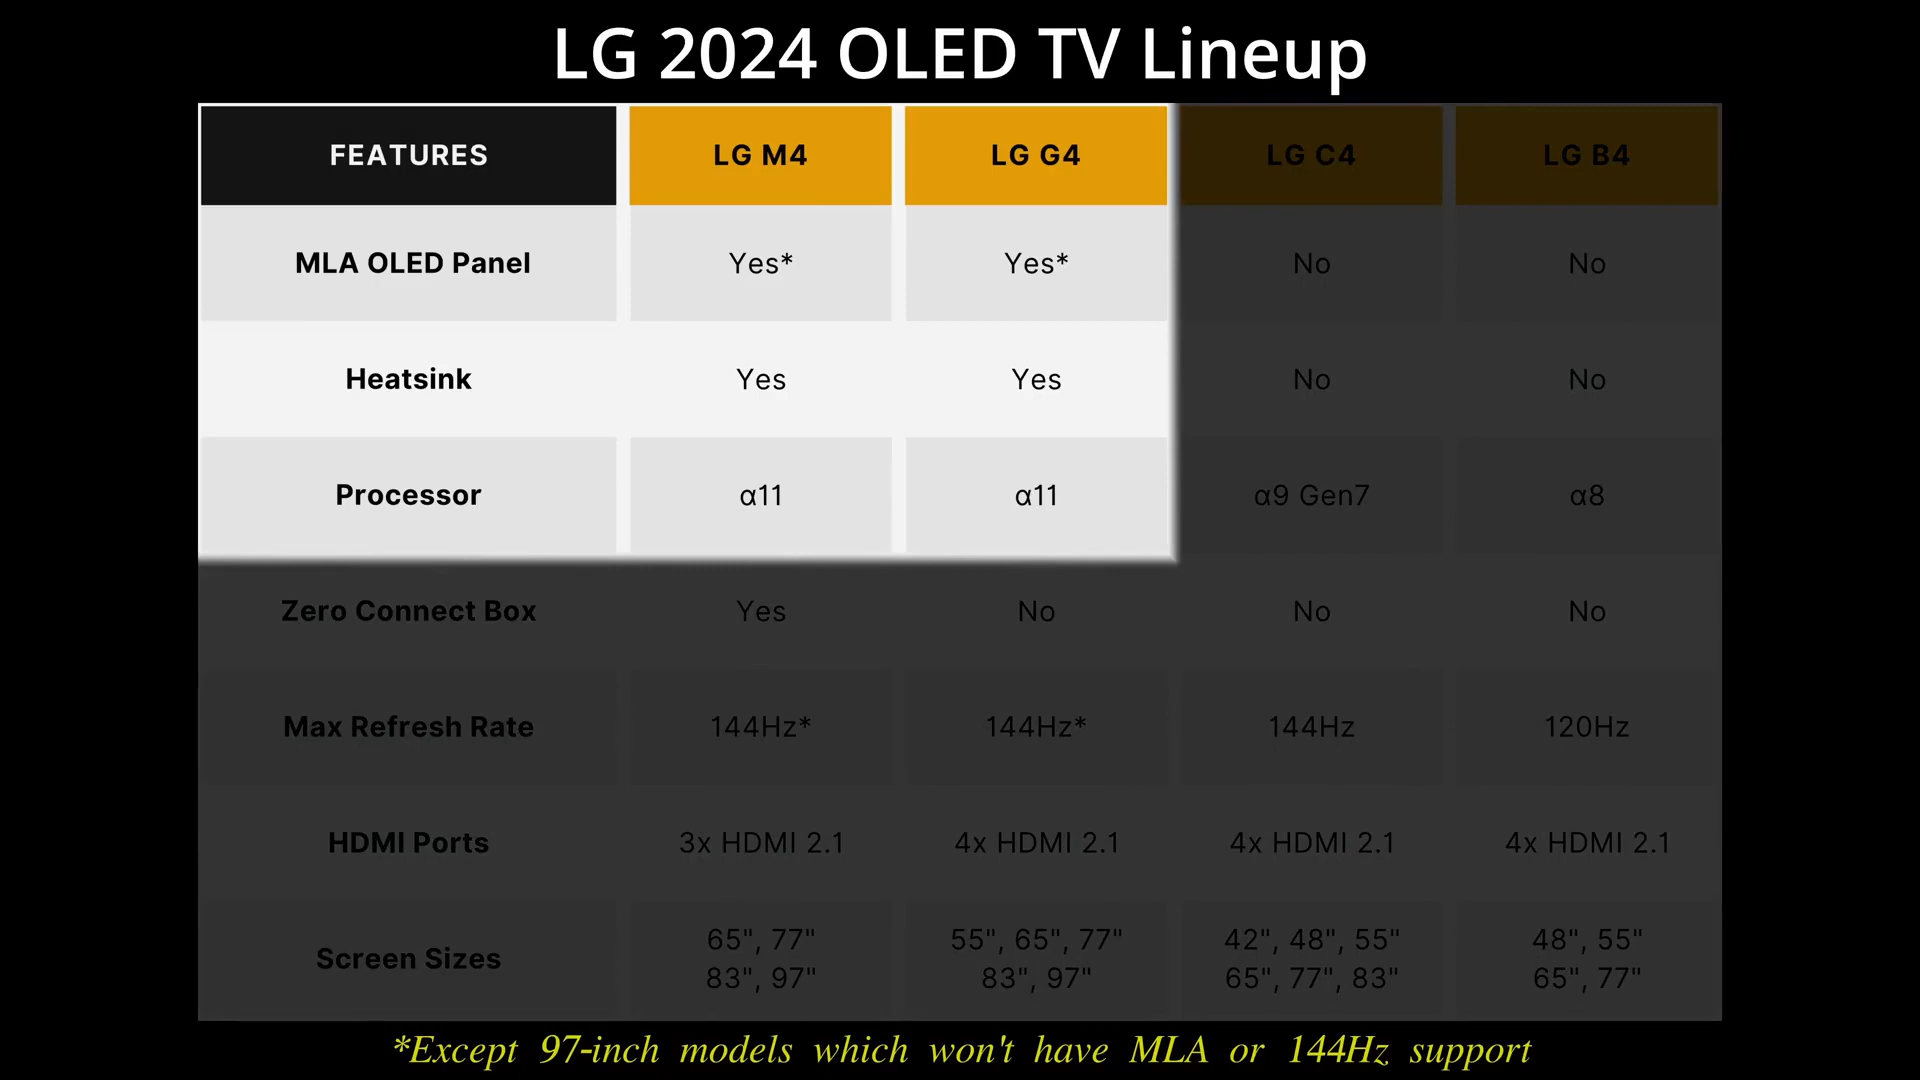 LG 2024 OLED TV Lineup
FEATURES LG M4 LG G4 LG C4 LG B4
MLA OLED Panel Yes* Yes* No No
Heatsink Yes Yes No No
Processor α11 α11 α9 Gen7 α8
Zero Connect Box Yes No No No
Max Refresh Rate 144Hz* 144Hz* 144Hz 120Hz
HDMI Ports 3x HDMI 2.1 4x HDMI 2.1 4x HDMI 2.1 4x HDMI 2.1
Screen Sizes 65", 77" 55", 65", 77" 42", 48", 55" 48", 55"
83", 97" 83", 97" 65", 77", 83" 65", 77"
*Except 97-inch models which won't have MLA or 144Hz support